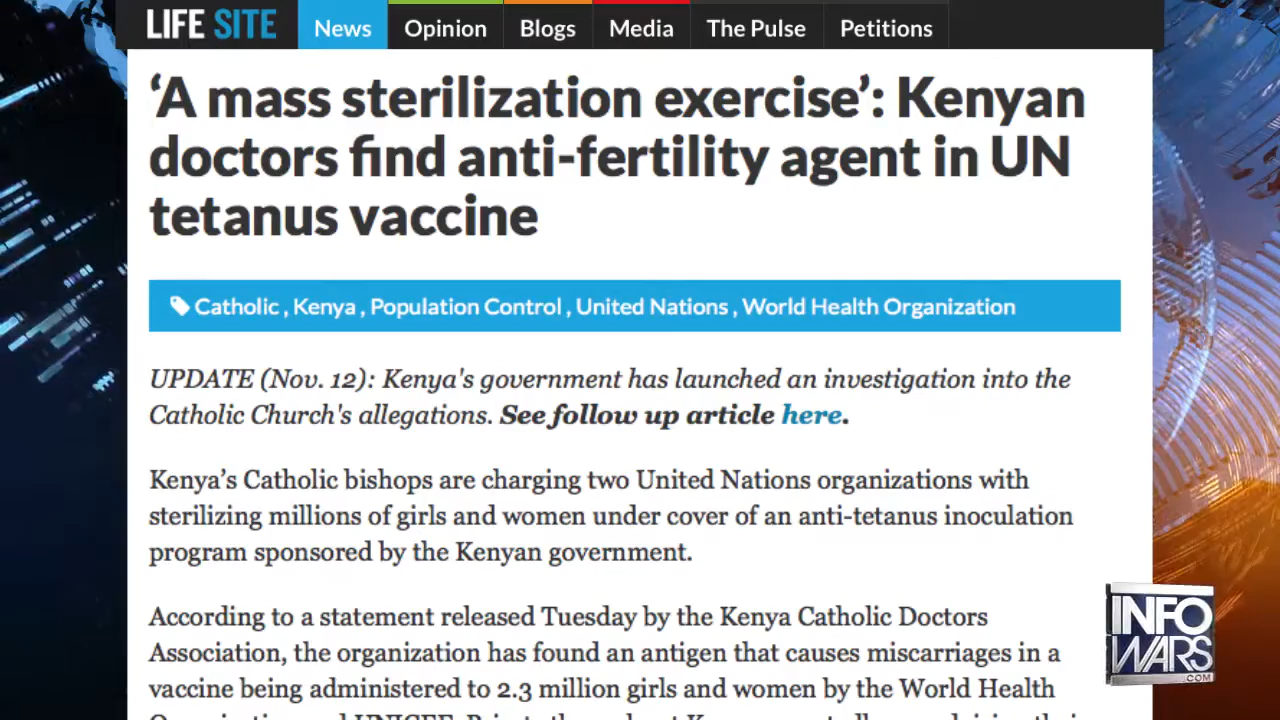 LIFE SITE News Opinion Blogs Media The Pulse Petitions
‘A mass sterilization exercise’: Kenyan
doctors find anti-fertility agent in UN
tetanus vaccine
Catholic , Kenya , Population Control , United Nations , World Health Organization
UPDATE (Nov. 12): Kenya's government has launched an investigation into the
Catholic Church's allegations. See follow up article here.
Kenya’s Catholic bishops are charging two United Nations organizations with
sterilizing millions of girls and women under cover of an anti-tetanus inoculation
program sponsored by the Kenyan government.
According to a statement released Tuesday by the Kenya Catholic Doctors
Association, the organization has found an antigen that causes miscarriages in a
vaccine being administered to 2.3 million girls and women by the World Health
INFO
WARS
.COM